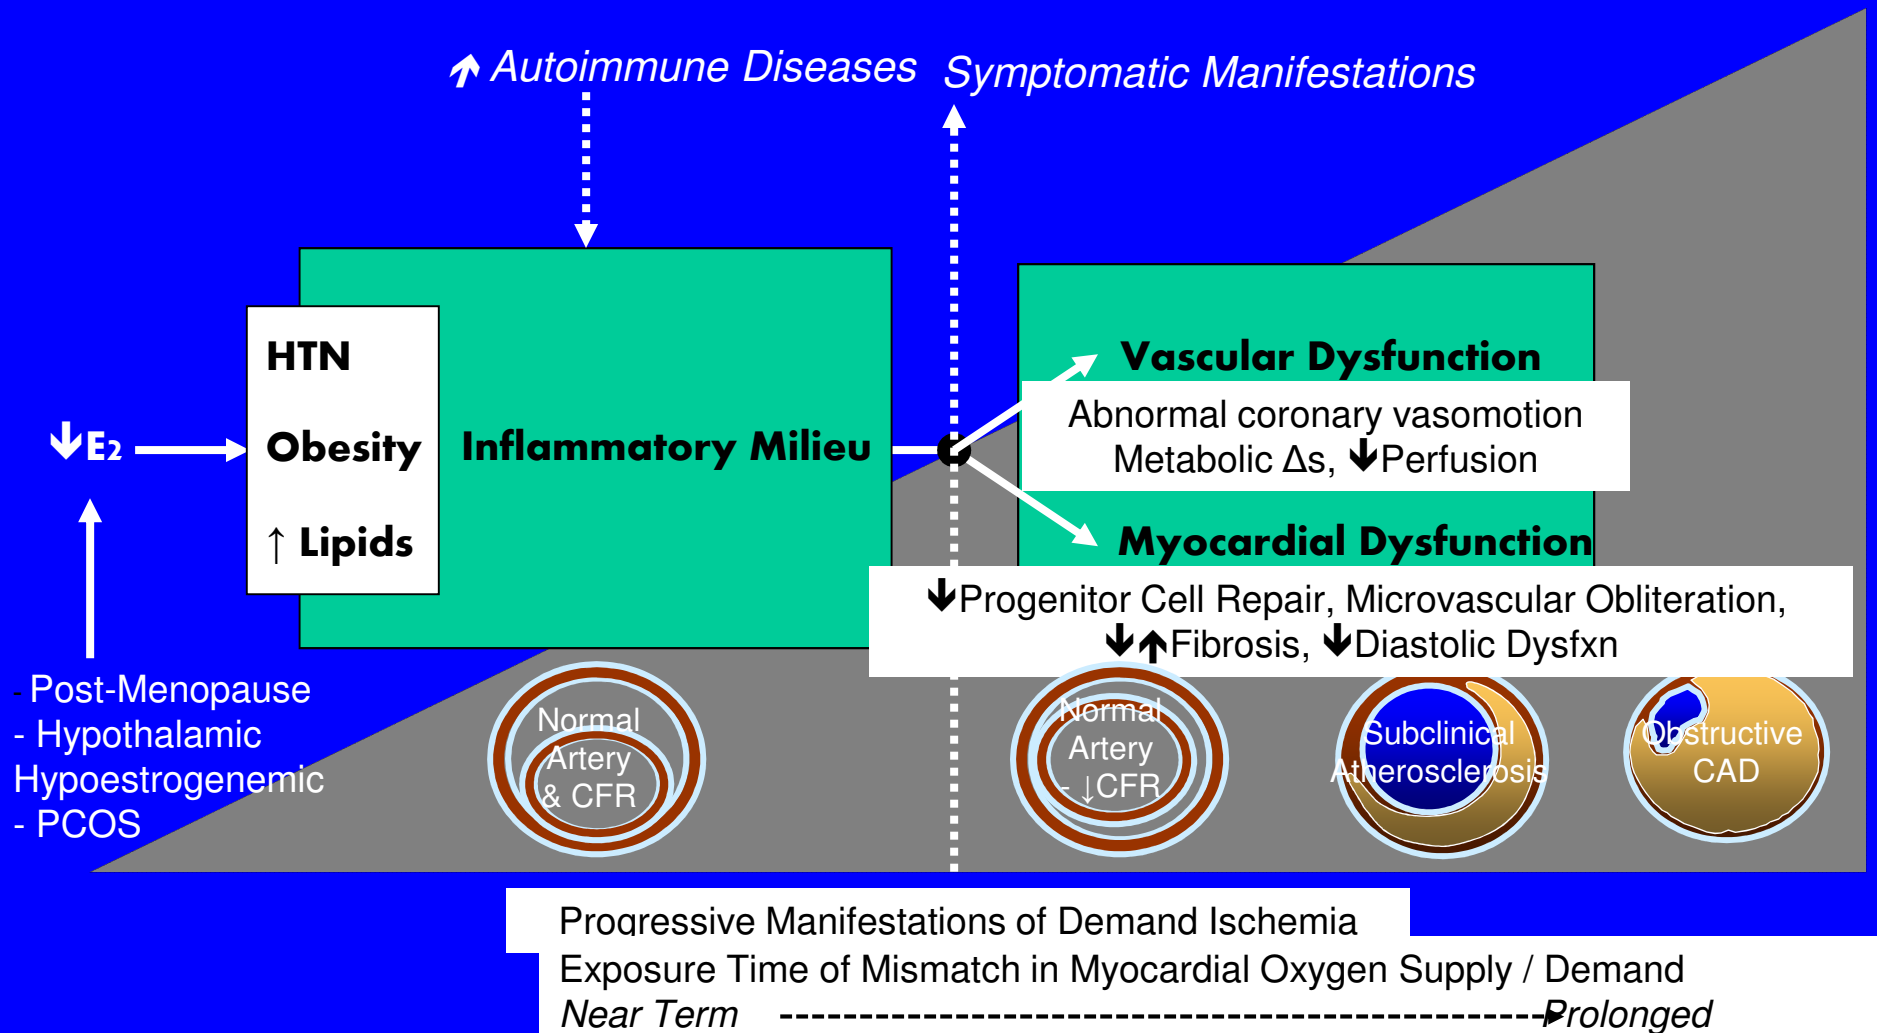 🡹 Autoimmune Diseases
Symptomatic Manifestations
HTN
Obesity
↑ Lipids
🡻E2
Inflammatory Milieu
Vascular Dysfunction
Abnormal coronary vasomotion
Metabolic Δs, 🡻Perfusion
Myocardial Dysfunction
🡻Progenitor Cell Repair, Microvascular Obliteration,
🡻🡹Fibrosis, 🡻Diastolic Dysfxn
- Post-Menopause
- Hypothalamic
Hypoestrogenemic
- PCOS
Normal
Artery
& CFR
Normal
Artery
- ↓CFR
Subclinical
Atherosclerosis
Obstructive
CAD
Progressive Manifestations of Demand Ischemia
Exposure Time of Mismatch in Myocardial Oxygen Supply / Demand
Near Term Prolonged